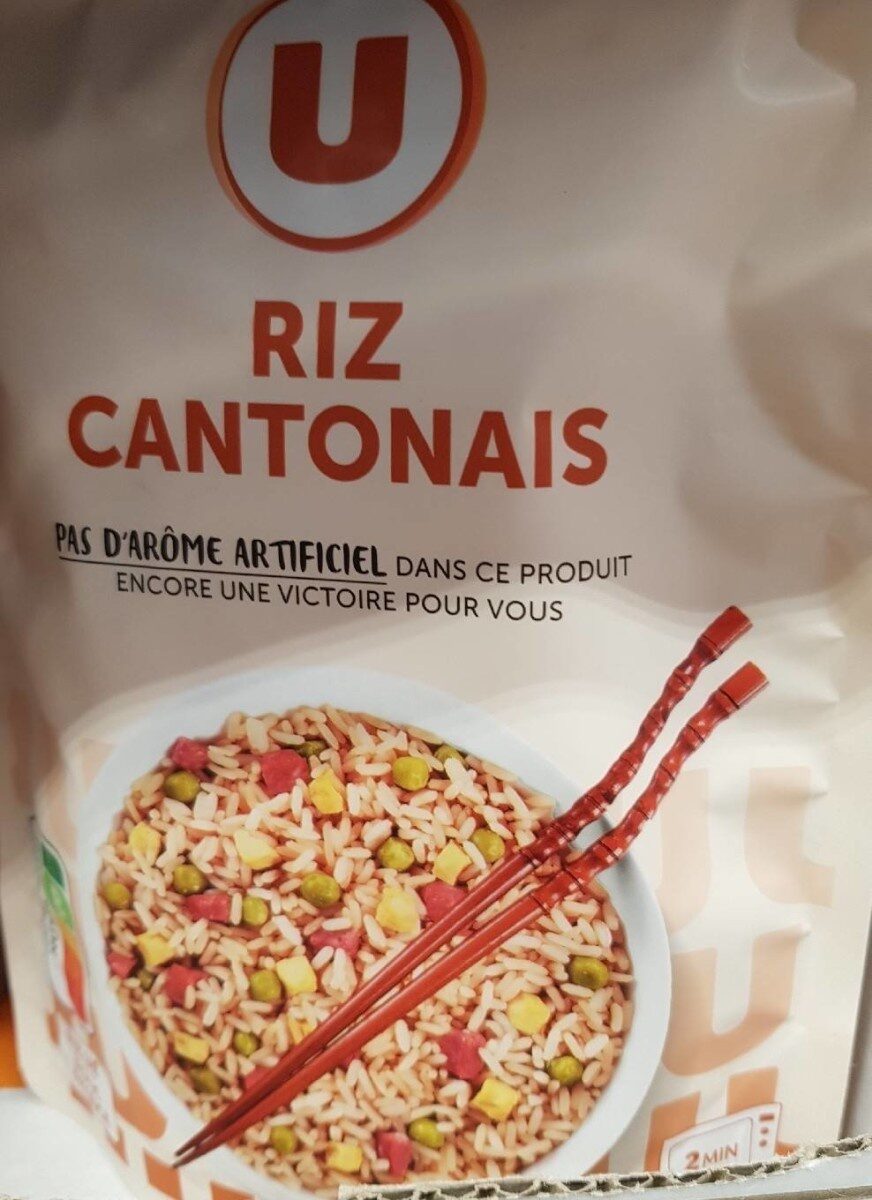 U
RIZ
CANTONAIS
PAS D'ARÔME ARTIFICIEL DANS CE PRODUIT
ENCORE UNE VICTOIRE POUR VOUS
2 MIN